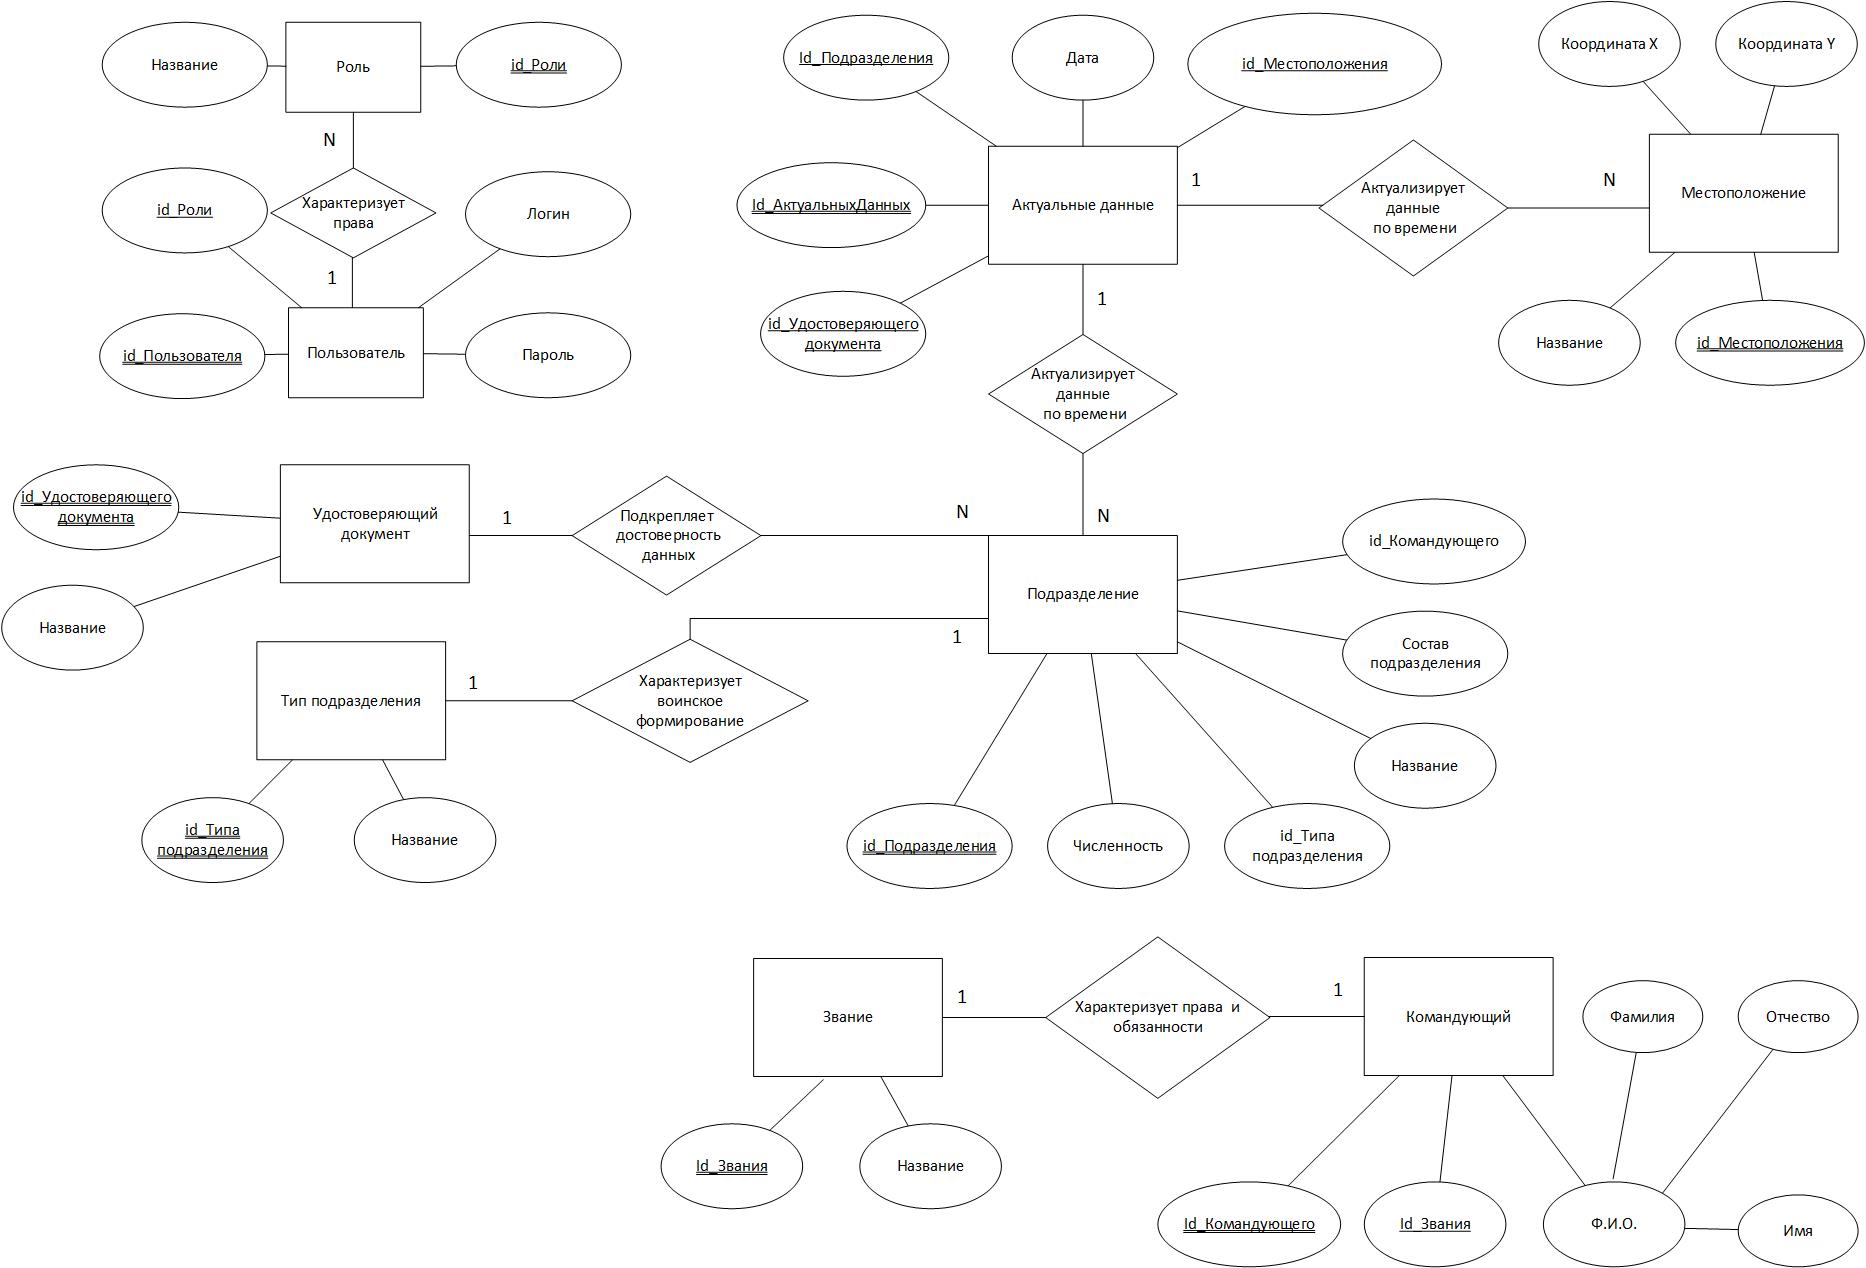 Название
Роль
id_Роли
N
id_Роли
Характеризует
права
Логин
1
id_Пользователя
Пользователь
Пароль
Id_Подразделения
Дата
id_Местоположения
Id_АктуальныхДанных
Актуальные данные
id_Удостоверяющего
документа
1
Актуализирует
данные
по времени
N
Координата X
Координата Y
Местоположение
Название
id_Местоположения
1
Актуализирует
данные
по времени
N
id_Удостоверяющего
документа
Удостоверяющий
документ
Название
1
Подкрепляет
достоверность
данных
N
Подразделение
id_Командующего
Состав
подразделения
Название
id_Подразделения
Численность
id_Типа
подразделения
Тип подразделения
1
Характеризует
воинское
формирование
1
id_Типа
подразделения
Название
Звание
1
Характеризует права и
обязанности
1
Командующий
Фамилия
Отчество
Id_Звания
Название
Id_Командующего
Id_Звания
Ф.И.О.
Имя